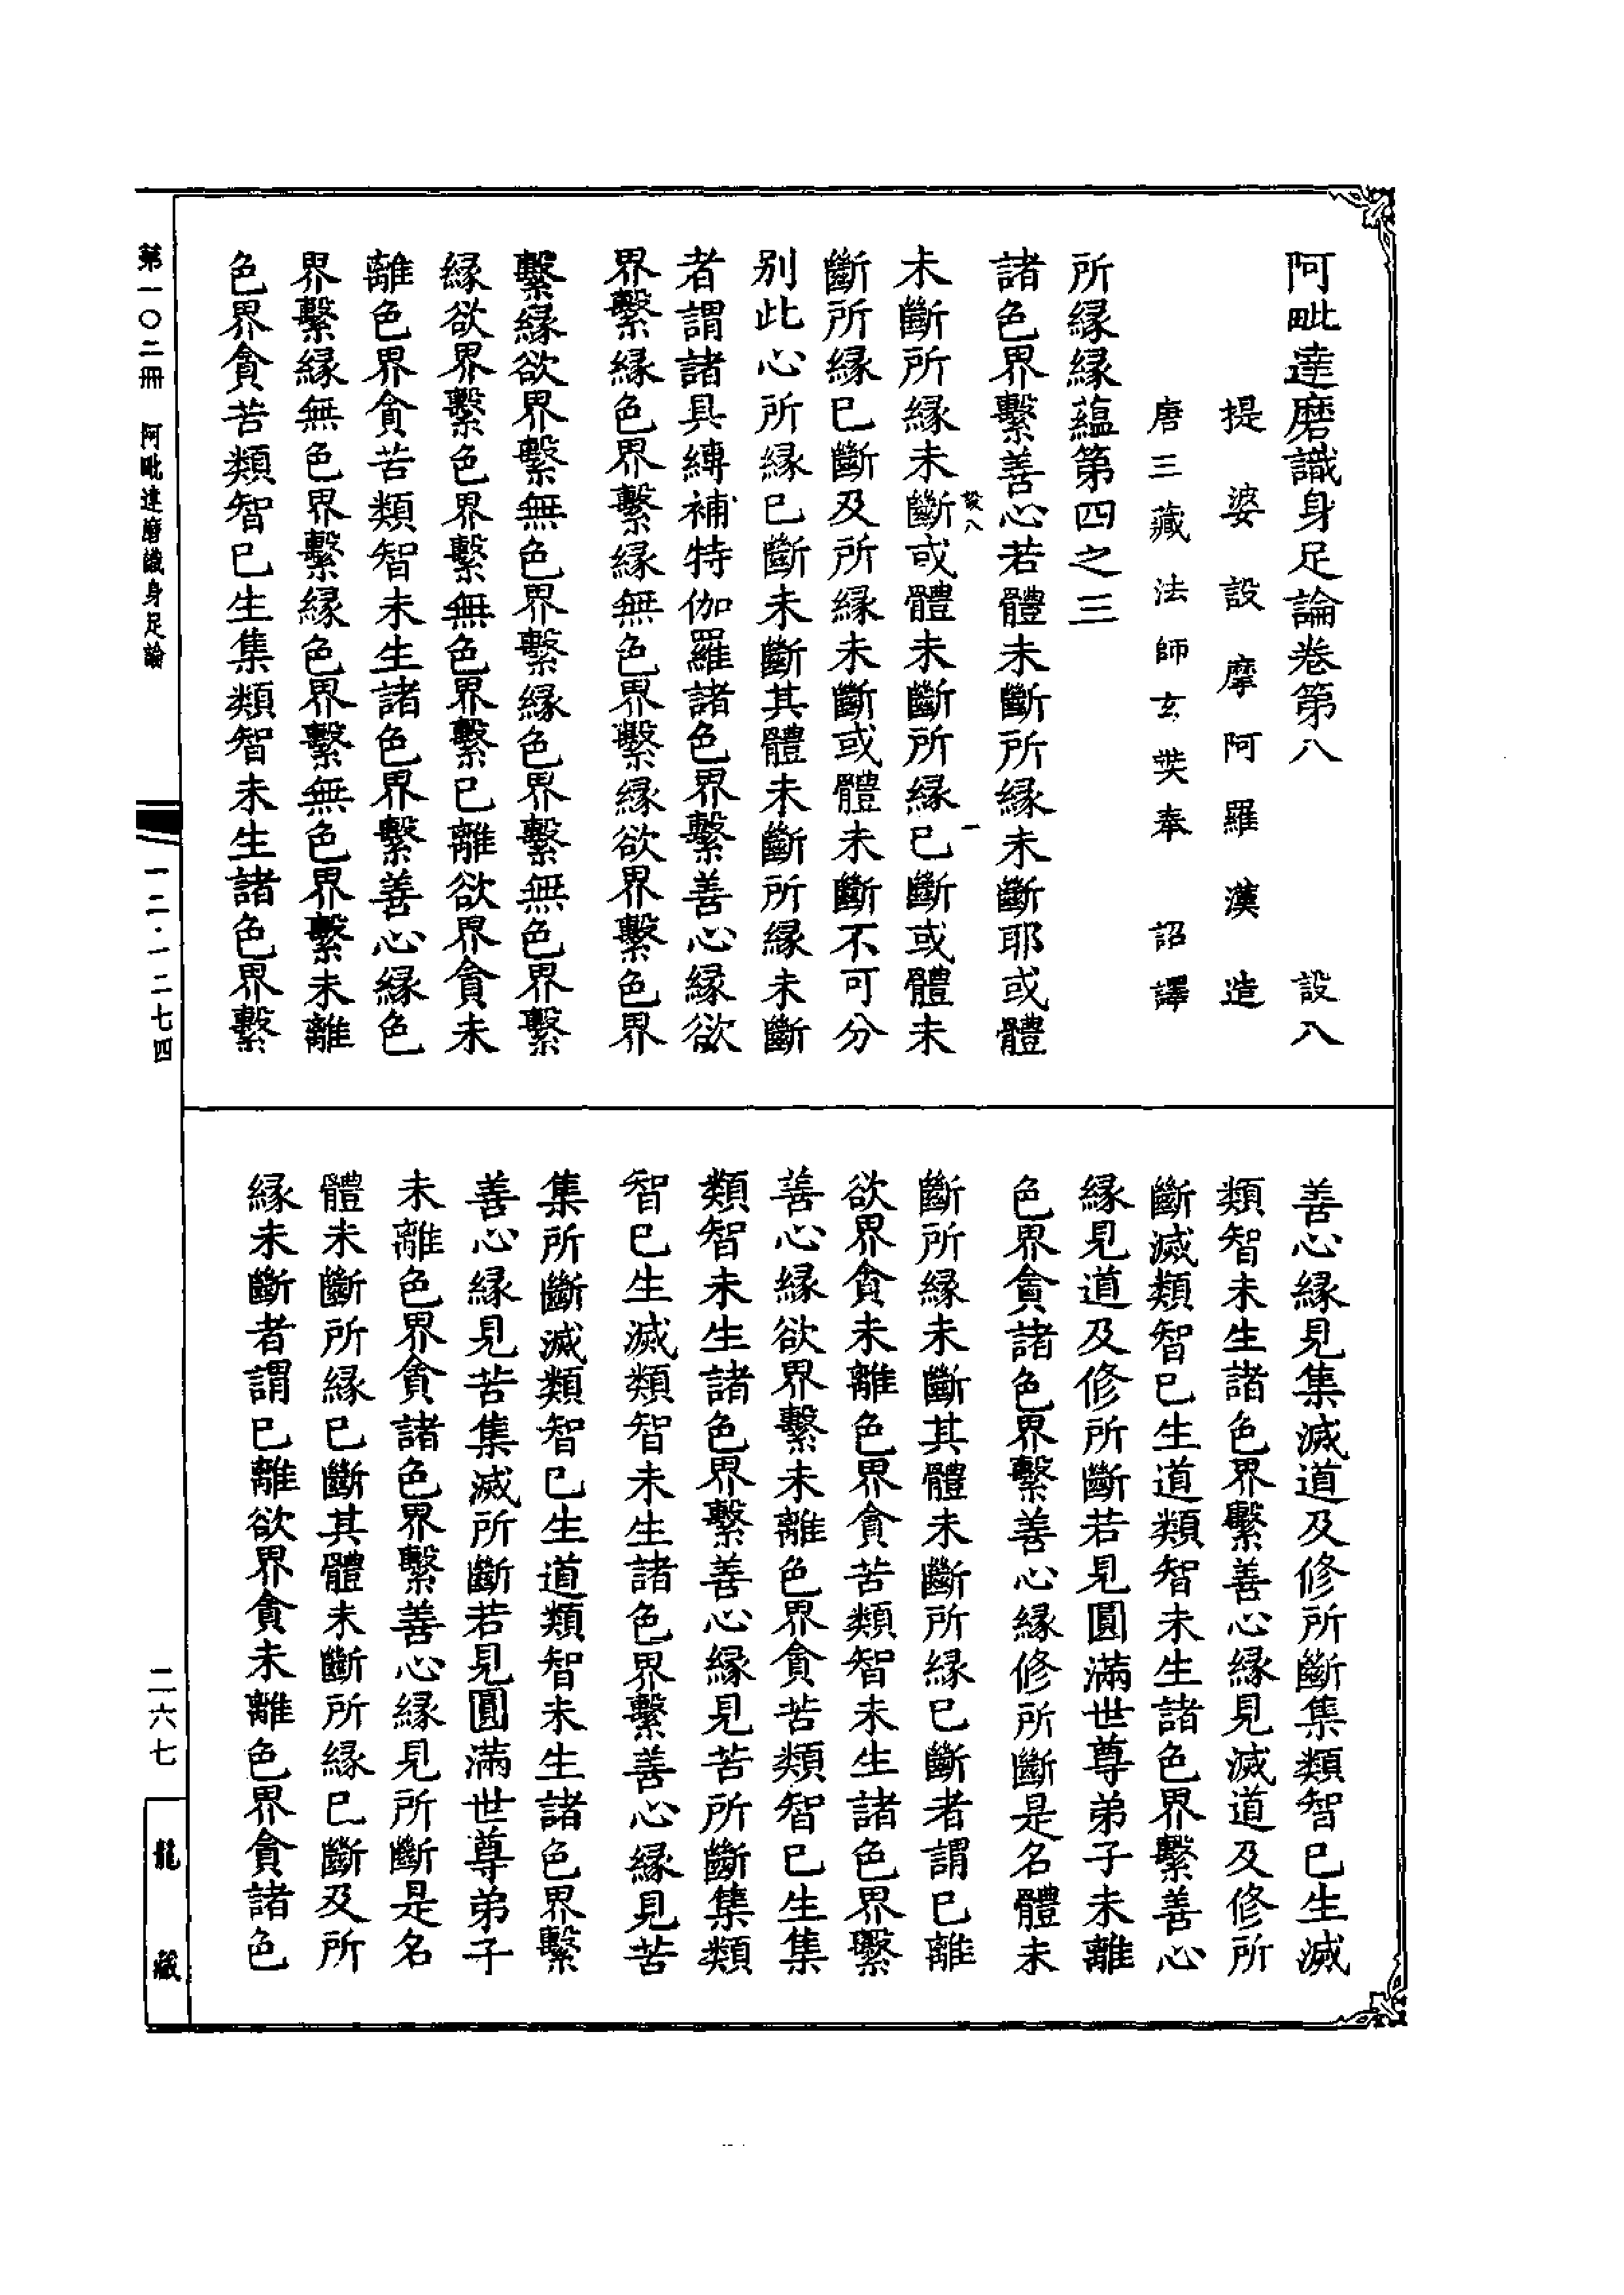 阿毗達磨識身足論卷第八　設八
提婆設摩阿羅漢造
唐三藏法師玄奘奉　詔譯
所緣緣蘊第四之三
諸色界繫善心若體未斷所緣未斷耶或體
設八　一
未斷所緣未斷或體未斷所緣已斷或體未
斷所緣已斷及所緣未斷或體未斷不可分
別此心所緣已斷未斷其體未斷所緣未斷
者謂諸具縛補特伽羅諸色界繫善心緣欲
界繫緣色界繫緣無色界繫緣欲界繫色界
繫緣欲界繫無色界繫緣色界繫無色界繫
緣欲界繫色界繫無色界繫已離欲界貪未
離色界貪苦類智未生諸色界繫善心緣色
界繫緣無色界繫緣色界繫無色界繫未離
色界貪苦類智已生集類智未生諸色界繫
善心緣見集滅道及修所斷集類智已生滅
類智未生諸色界繫善心緣見滅道及修所
斷滅類智已生道類智未生諸色界繫善心
緣見道及修所斷若見圓滿世尊弟子未離
色界貪諸色界繫善心緣修所斷是名體未
斷所緣未斷其體未斷所緣已斷者謂已離
欲界貪未離色界貪苦類智未生諸色界繫
善心緣欲界繫未離色界貪苦類智已生集
類智未生諸色界繫善心緣見苦所斷集類
智已生滅類智未生諸色界繫善心緣見苦
集所斷滅類智已生道類智未生諸色界繫
善心緣見苦集滅所斷若見圓滿世尊弟子
未離色界貪諸色界繫善心緣見所斷是名
體未斷所緣已斷其體未斷所緣已斷及所
緣未斷者謂已離欲界貪未離色界貪諸色
第一〇二冊　阿毗達磨識身足論
一二·一二七四
二六七
龍藏